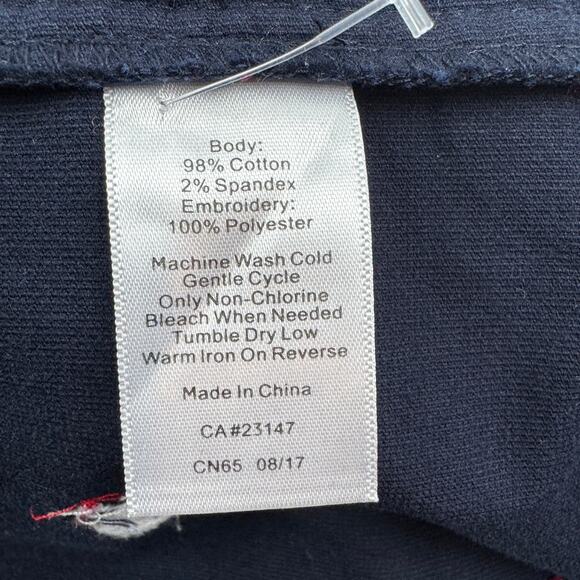 Body:
98% Cotton
2% Spandex
Embroidery:
100% Polyester
Machine Wash Cold
Gentle Cycle
Only Non-Chlorine
Bleach When Needed
Tumble Dry Low
Warm Iron On Reverse
Made In China
CA#23147
CN65 08/17